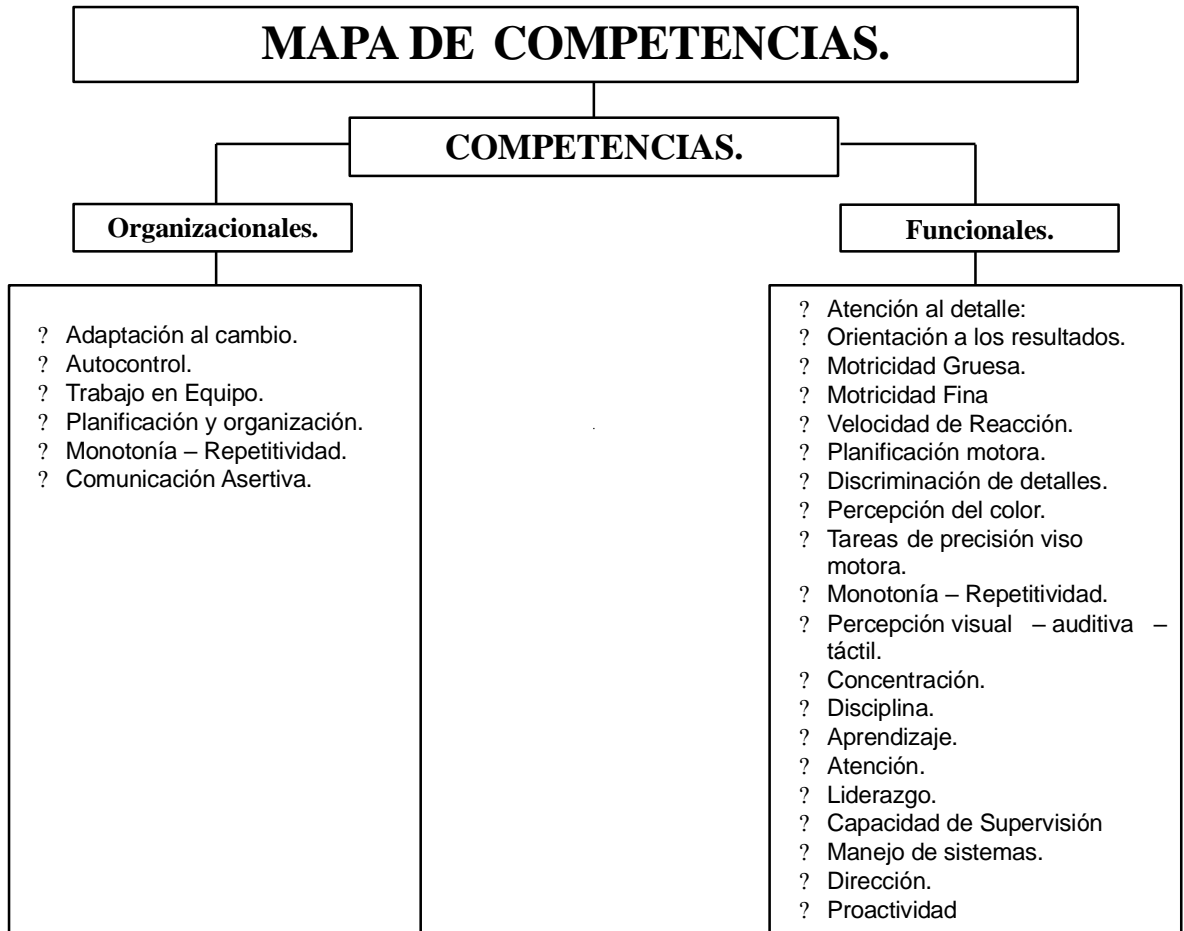 MAPA DE COMPETENCIAS.
COMPETENCIAS.
Organizacionales.
? Adaptación al cambio.
? Autocontrol.
? Trabajo en Equipo.
? Planificación y organización.
? Monotonía – Repetitividad.
? Comunicación Asertiva.
Funcionales.
? Atención al detalle:
? Orientación a los resultados.
? Motricidad Gruesa.
? Motricidad Fina
? Velocidad de Reacción.
? Planificación motora.
? Discriminación de detalles.
? Percepción del color.
? Tareas de precisión viso
motora.
? Monotonía – Repetitividad.
? Percepción visual – auditiva –
táctil.
? Concentración.
? Disciplina.
? Aprendizaje.
? Atención.
? Liderazgo.
? Capacidad de Supervisión
? Manejo de sistemas.
? Dirección.
? Proactividad